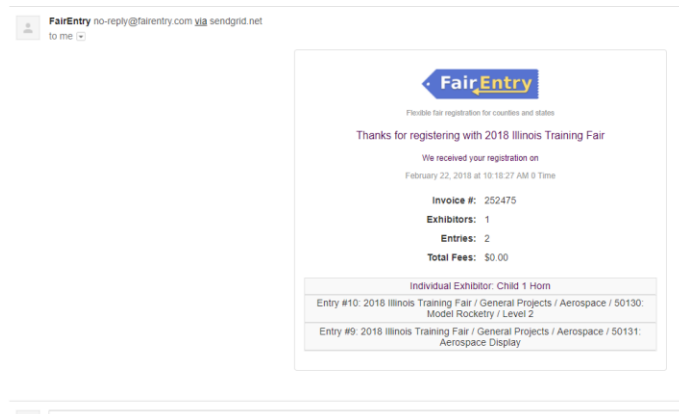 FairEntry no-reply@fairentry.com via sendgrid.net
to me
FairEntry
Flexible fair registration for counties and states
Thanks for registering with 2018 Illinois Training Fair
We received your registration on
February 22, 2018 at 10:18:27 AM 0 Time
Invoice #: 252475
Exhibitors: 1
Entries: 2
Total Fees: $0.00
Individual Exhibitor: Child 1 Horn
Entry #10: 2018 Illinois Training Fair / General Projects / Aerospace / 50130:
Model Rocketry / Level 2
Entry #9: 2018 Illinois Training Fair / General Projects / Aerospace / 50131:
Aerospace Display